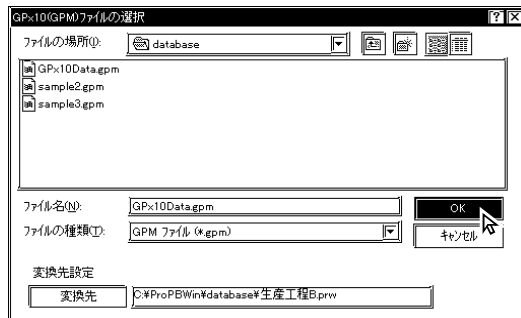 GPx10(GPM)ファイルの選択
ファイルの場所(I):
database
GPx10Data.gpm
sample2.gpm
sample3.gpm
ファイル名(N):
GPx10Data.gpm
OK
ファイルの種類(T):
GPM ファイル (*.gpm)
キャンセル
変換先設定
変換先
C:¥ProPBWin¥database¥生産工程B.prw